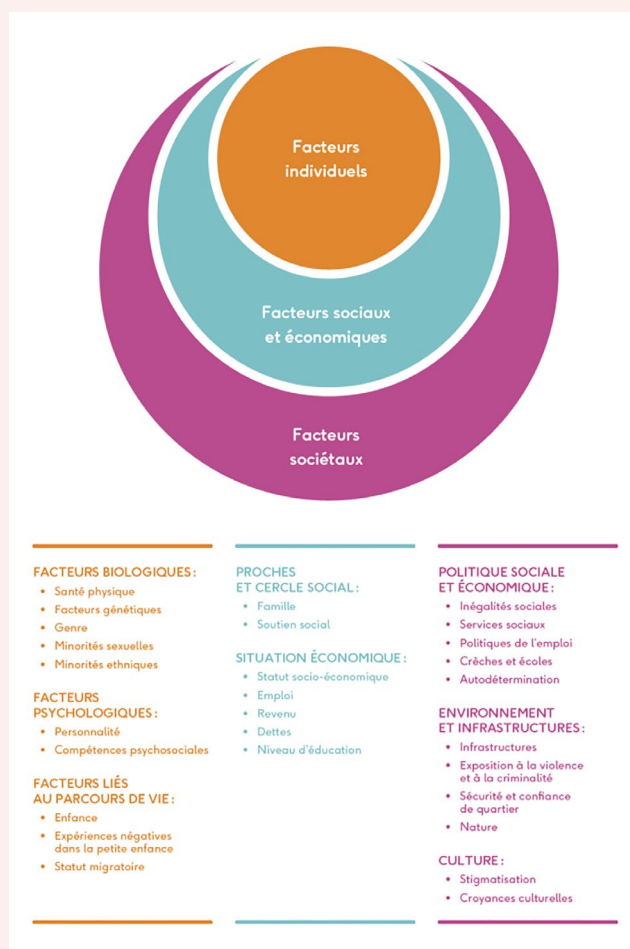 Facteurs
individuels
Facteurs sociaux
et économiques
Facteurs
sociétaux
FACTEURS BIOLOGIQUES :
• Santé physique
• Facteurs génétiques
• Genre
• Minorités sexuelles
• Minorités ethniques
FACTEURS
PSYCHOLOGIQUES :
• Personnalité
• Compétences psychosociales
FACTEURS LIÉS
AU PARCOURS DE VIE :
• Enfance
• Expériences négatives
dans la petite enfance
• Statut migratoire
PROCHES
ET CERCLE SOCIAL :
• Famille
• Soutien social
SITUATION ÉCONOMIQUE :
• Statut socio-économique
• Emploi
• Revenu
• Dettes
• Niveau d'éducation
POLITIQUE SOCIALE
ET ÉCONOMIQUE :
• Inégalités sociales
• Services sociaux
• Politiques de l'emploi
• Crèches et écoles
• Autodétermination
ENVIRONNEMENT
ET INFRASTRUCTURES :
• Infrastructures
• Exposition à la violence
et à la criminalité
• Sécurité et confiance
de quartier
• Nature
CULTURE :
• Stigmatisation
• Croyances culturelles